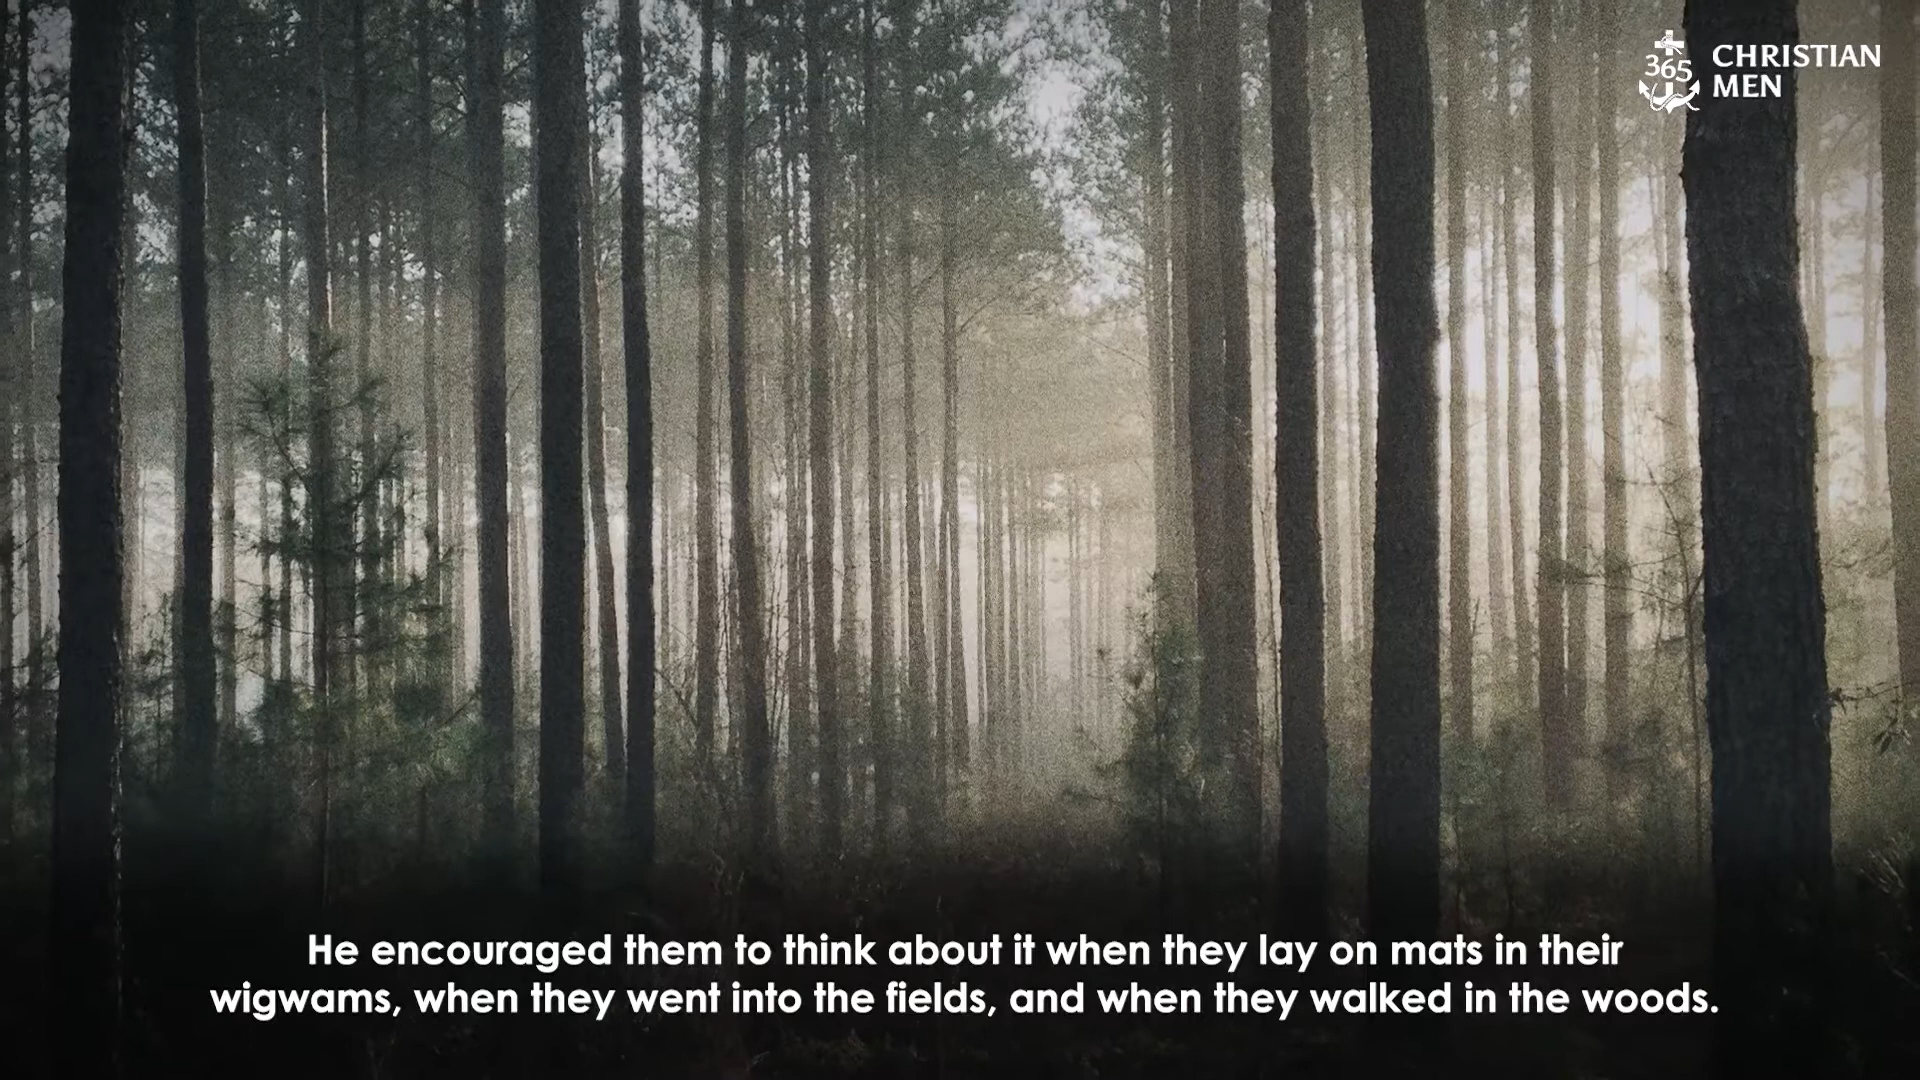 365
CHRISTIAN
MEN
He encouraged them to think about it when they lay on mats in their
wigwams, when they went into the fields, and when they walked in the woods.